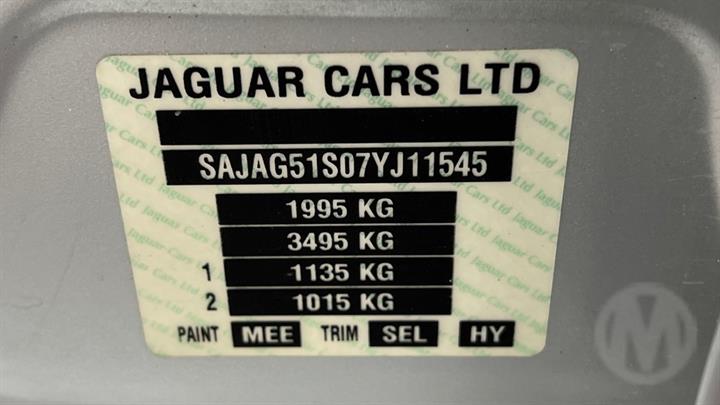 JAGUAR CARS LTD
SAJAG51S07YJ11545
1995 KG
3495 KG
1 1135 KG
2 1015 KG
PAINT MEE TRIM SEL HY
M